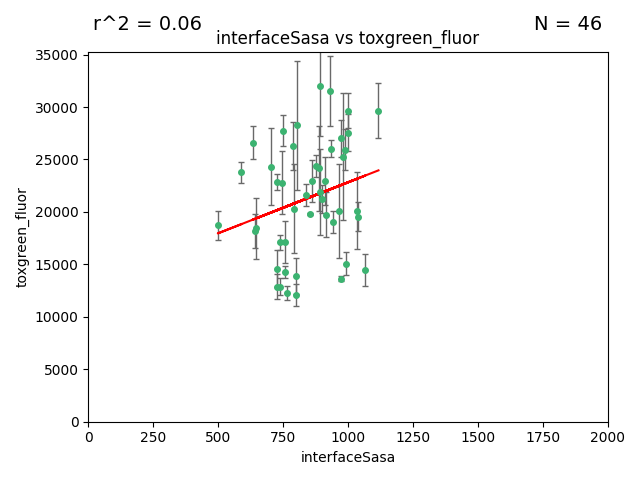 r^2 = 0.06
N = 46
interfaceSasa vs toxgreen_fluor
35000
30000
25000
20000
15000
10000
5000
0
toxgreen_fluor
0 250 500 750 1000 1250 1500 1750 2000
interfaceSasa